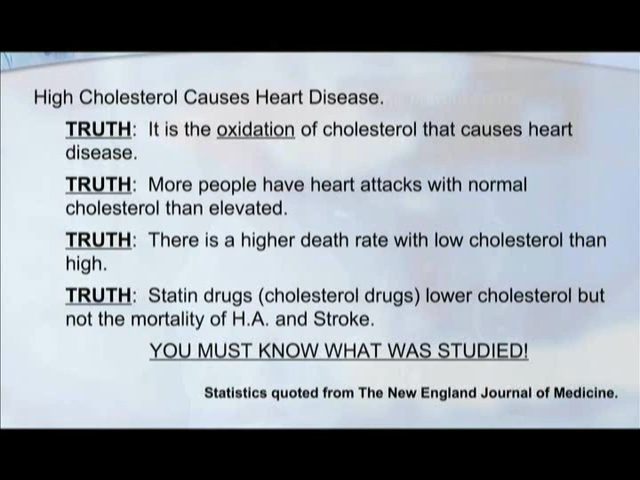 High Cholesterol Causes Heart Disease.
TRUTH: It is the oxidation of cholesterol that causes heart
disease.
TRUTH: More people have heart attacks with normal
cholesterol than elevated.
TRUTH: There is a higher death rate with low cholesterol than
high.
TRUTH: Statin drugs (cholesterol drugs) lower cholesterol but
not the mortality of H.A. and Stroke.
YOU MUST KNOW WHAT WAS STUDIED!
Statistics quoted from The New England Journal of Medicine.